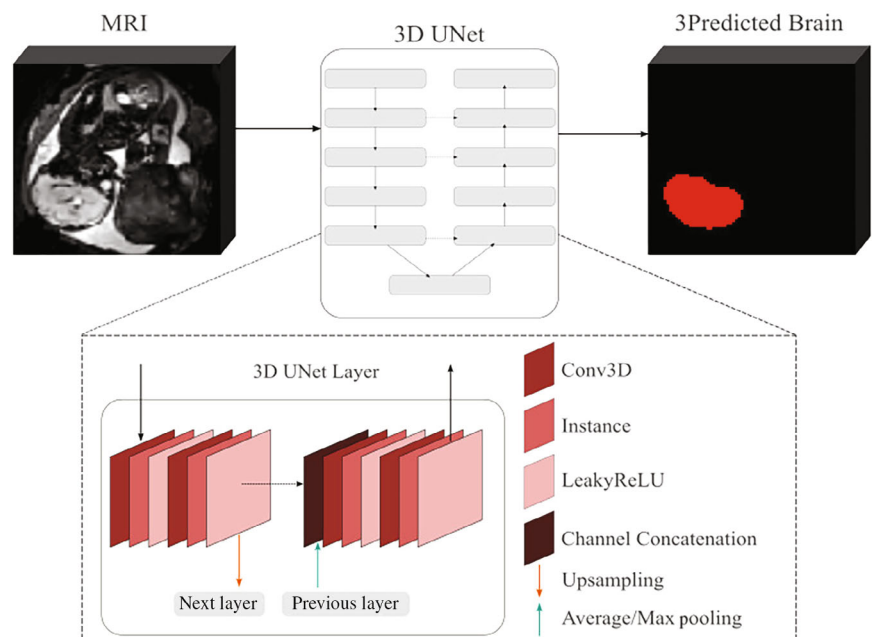 MRI
3D UNet
3Predicted Brain
3D UNet Layer
Conv3D
Instance
LeakyReLU
Channel Concatenation
Next layer
Previous layer
Upsampling
Average/Max pooling